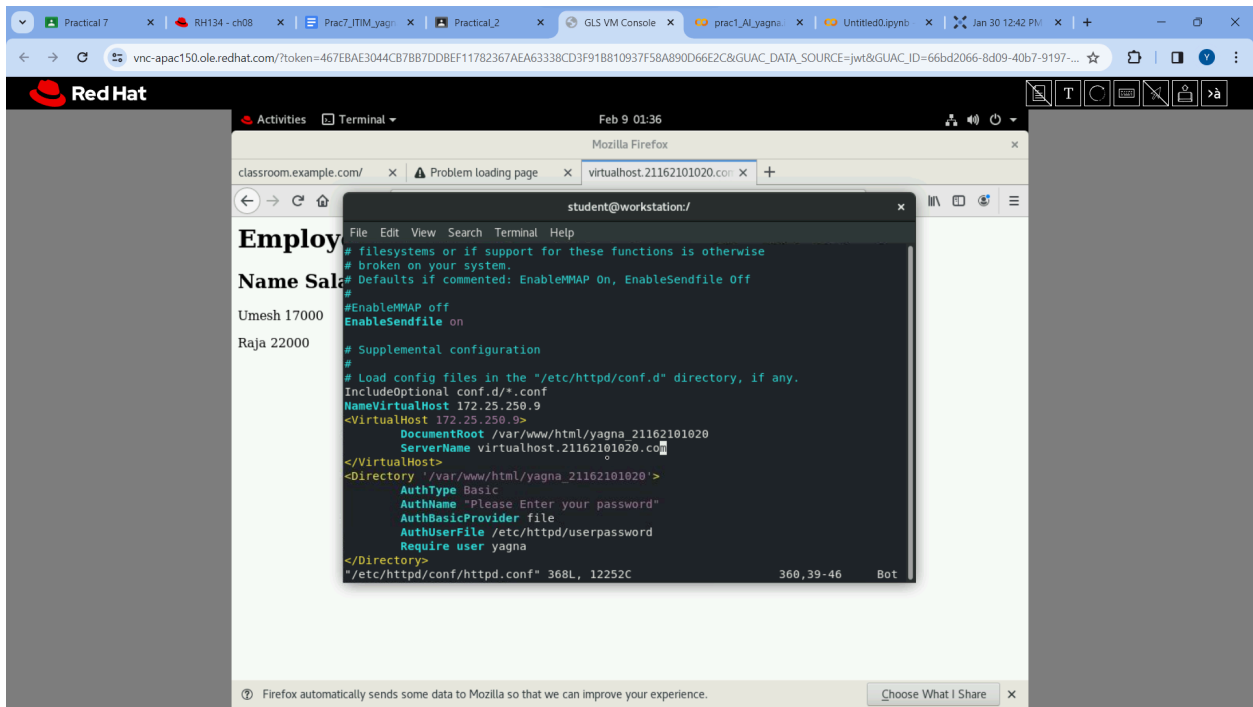 Practical 7
RH134 - ch08
Prac7_ITIM_yagn
Practical_2
GLS VM Console
prac1_AI_yagna.i
Untitled0.ipynb -
Jan 30 12:42 PM
vnc-apac150.ole.redhat.com/?token=467EBAE3044CB7BB7DDBEF11782367AEA63338CD3F91B810937F58A890D66E2C&GUAC_DATA_SOURCE=jwt&GUAC_ID=66bd2066-8d09-40b7-9197-...
Y
Red Hat
T
›à
Activities Terminal Feb 9 01:36
Mozilla Firefox
classroom.example.com/
Problem loading page
virtualhost.21162101020.con
student@workstation:/
File Edit View Search Terminal Help
Employ
Name Sala
Umesh 17000
Raja 22000
# filesystems or if support for these functions is otherwise
# broken on your system.
# Defaults if commented: EnableMMAP On, EnableSendfile Off
#
#EnableMMAP off
EnableSendfile on
# Supplemental configuration
#
# Load config files in the "/etc/httpd/conf.d" directory, if any.
IncludeOptional conf.d/*.conf
NameVirtualHost 172.25.250.9
<VirtualHost 172.25.250.9>
DocumentRoot /var/www/html/yagna_21162101020
ServerName virtualhost.21162101020.com
</VirtualHost>
<Directory '/var/www/html/yagna_21162101020'>
AuthType Basic
AuthName "Please Enter your password"
AuthBasicProvider file
AuthUserFile /etc/httpd/userpassword
Require user yagna
</Directory>
"/etc/httpd/conf/httpd.conf" 368L, 12252C 360,39-46 Bot
Firefox automatically sends some data to Mozilla so that we can improve your experience.
Choose What I Share